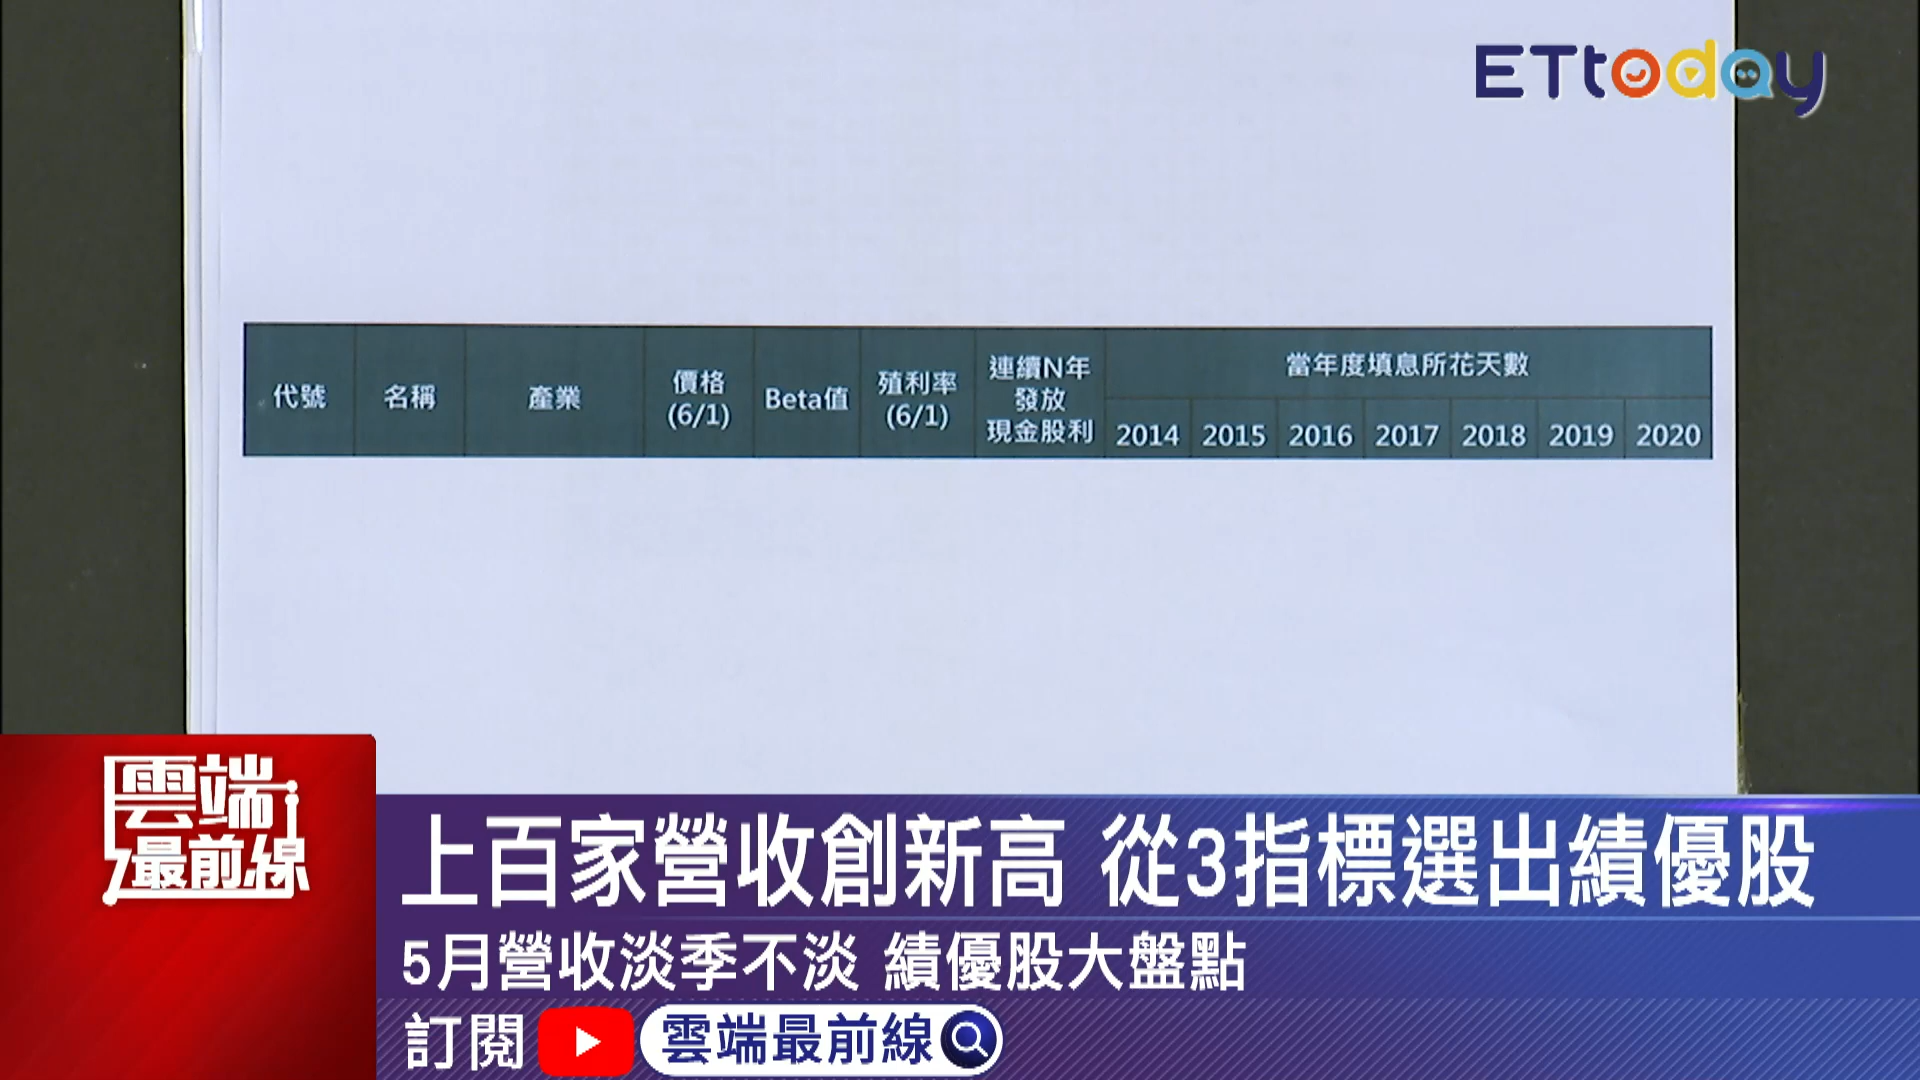 ETtoday
代號 名稱 產業 價格 (6/1) Beta值 殖利率 (6/1) 連續N年 發放 現金股利 當年度填息所花天數
2014 2015 2016 2017 2018 2019 2020
雲端
最前線
上百家營收創新高 從3指標選出績優股
5月營收淡季不淡 績優股大盤點
訂閱 雲端最前線